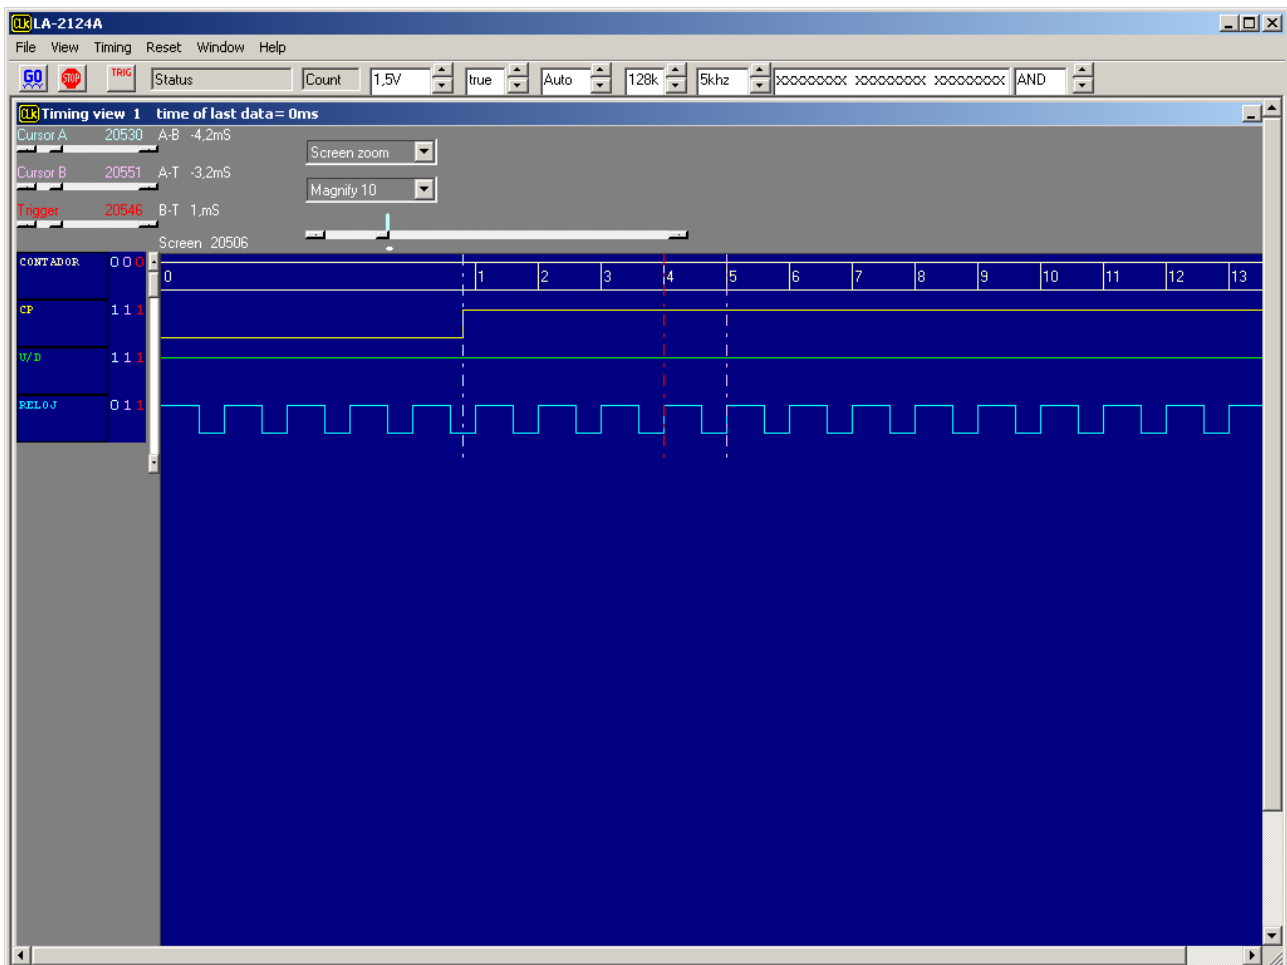 CLK LA-2124A
File View Timing Reset Window Help
GO STOP TRIG Status Count 1,5V true Auto 128k 5khz xxxxxxxx xxxxxxxx xxxxxxxx AND
CLK Timing view 1 time of last data= 0ms
Cursor A 20530 A-B -4,2mS
Screen zoom
Cursor B 20551 A-T -3,2mS
Magnify 10
Trigger 20546 B-T 1,mS
Screen 20506
CONTADOR 0 0 0
0 1 2 3 4 5 6 7 8 9 10 11 12 13
CP 1 1 1
U/D 1 1 1
RELOJ 0 1 1